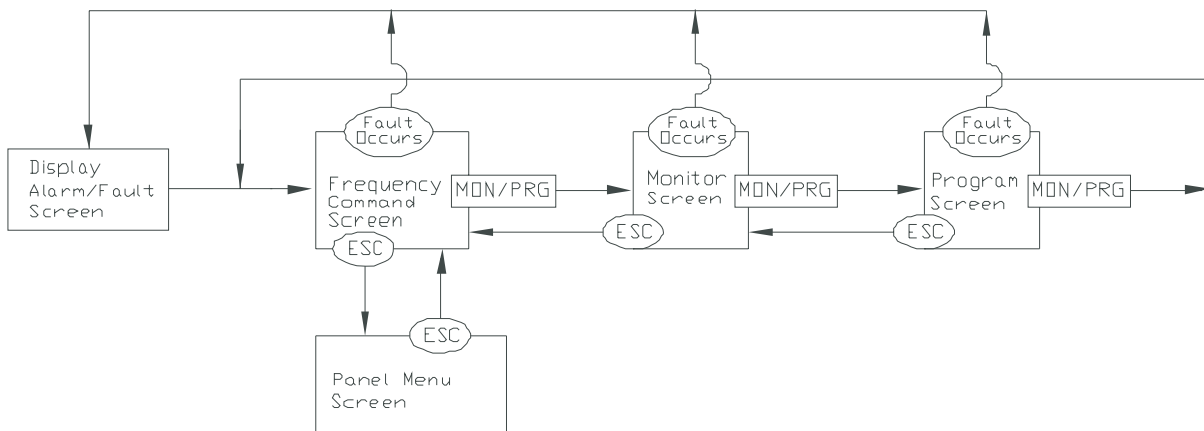 Fault
Occurs
Fault
Occurs
Fault
Occurs
Display
Alarm/Fault
Screen
Frequency
Command
Screen
MON/PRG
Monitor
Screen
MON/PRG
Program
Screen
MON/PRG
ESC
ESC
ESC
ESC
Panel Menu
Screen